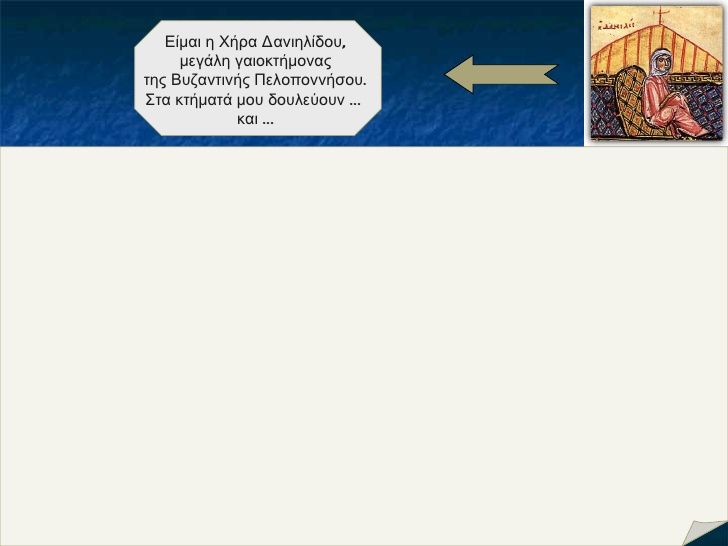 Είμαι η Χήρα Δανιηλίδου,
μεγάλη γαιοκτήμονας
της Βυζαντινής Πελοποννήσου.
Στα κτήματά μου δουλεύουν ...
και ...